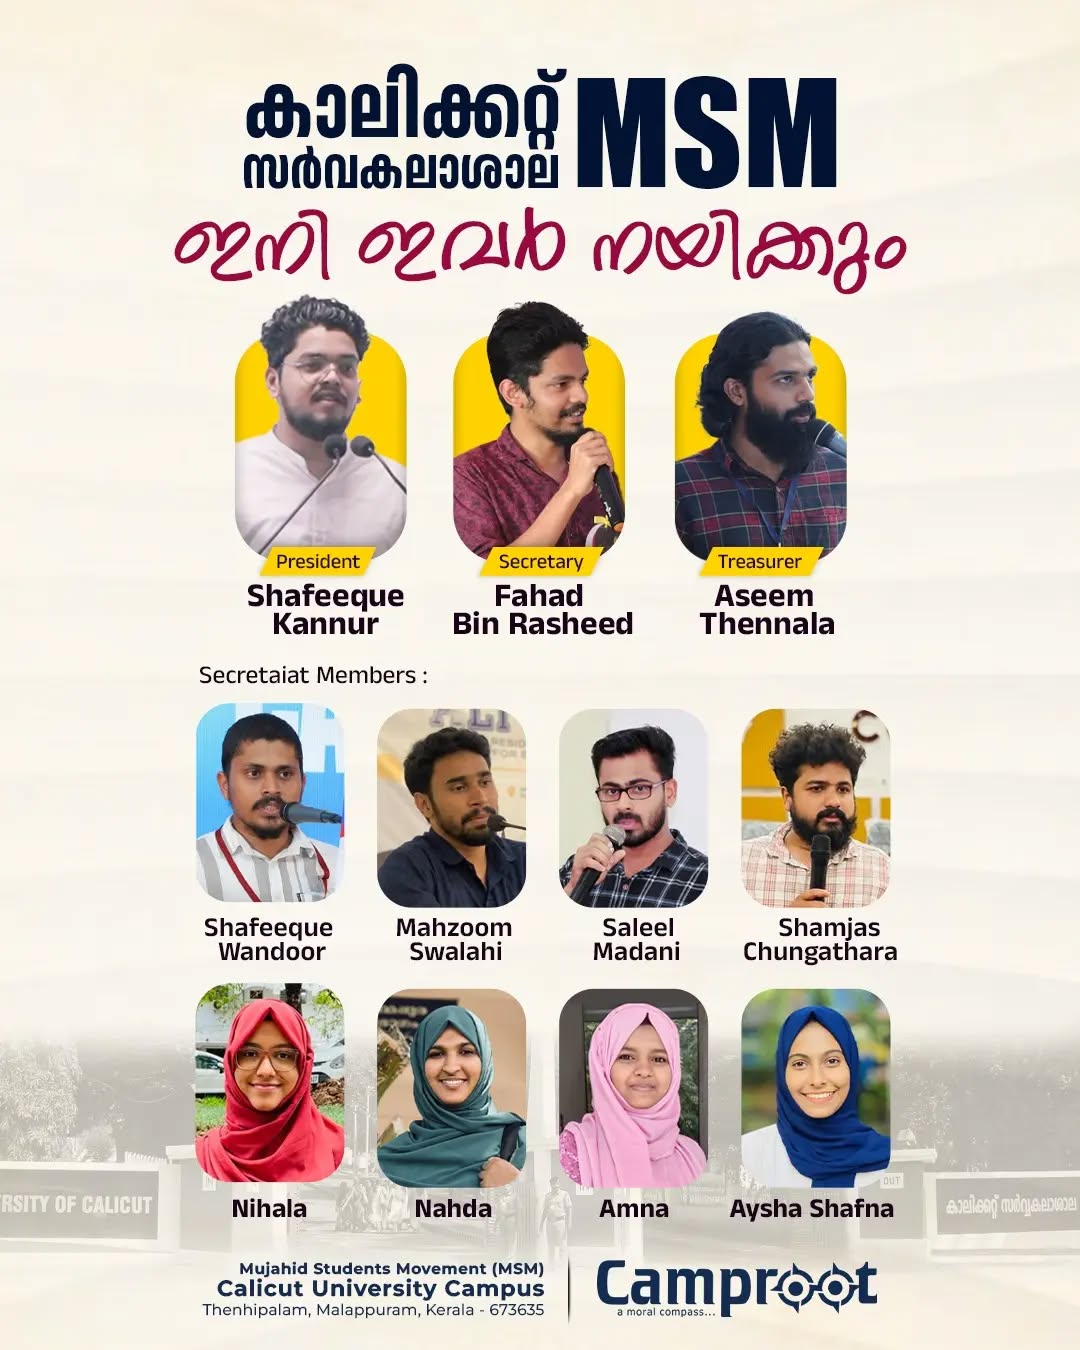 കാലിക്കറ്റ്
സർവകലാശാല
MSM
ഇനി ഇവർ നയിക്കും
President
Shafeeque
Kannur
Secretary
Fahad
Bin Rasheed
Treasurer
Aseem
Thennala
Secretaiat Members :
Shafeeque
Wandoor
Mahzoom
Swalahi
Saleel
Madani
Shamjas
Chungathara
Nihala
Nahda
Amna
Aysha Shafna
RSITY OF CALICUT
OUT
കാലിക്കറ്റ് സർവ്വകലാശാല
Mujahid Students Movement (MSM)
Calicut University Campus
Thenhipalam, Malappuram, Kerala - 673635
Camproot
a moral compass...